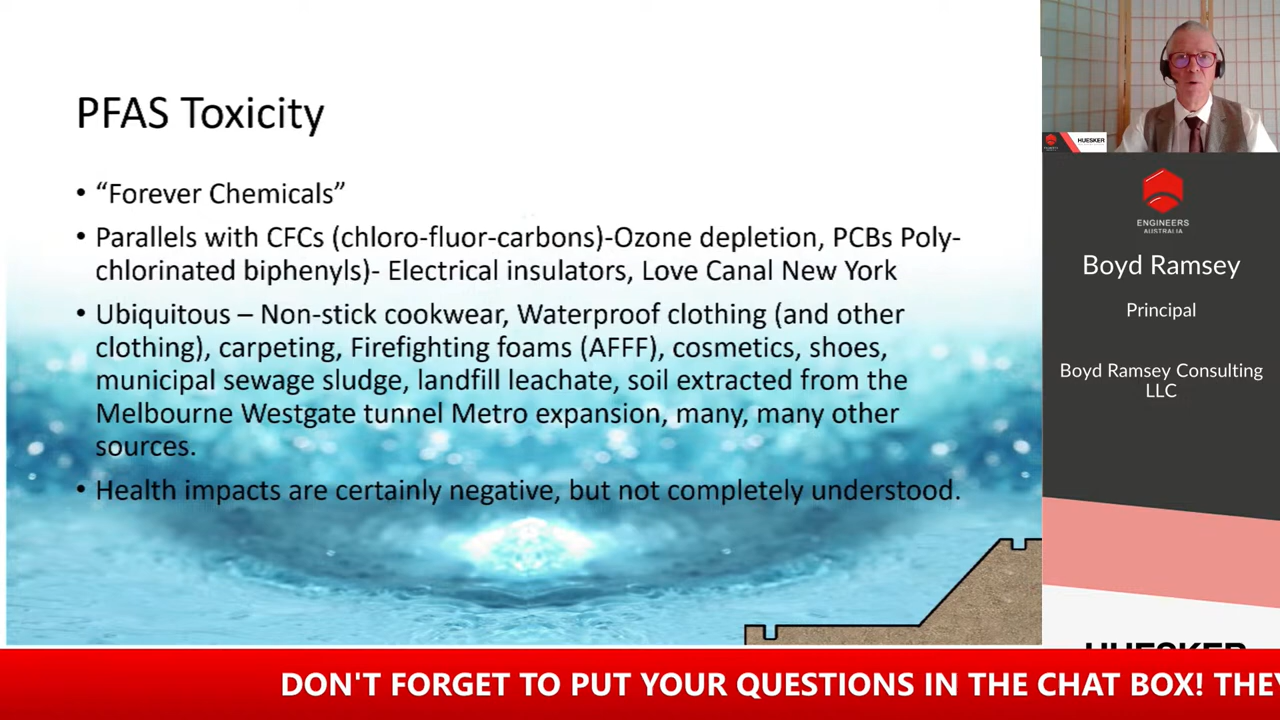 PFAS Toxicity
• “Forever Chemicals”
• Parallels with CFCs (chloro-fluor-carbons)-Ozone depletion, PCBs Poly-
chlorinated biphenyls)- Electrical insulators, Love Canal New York
• Ubiquitous – Non-stick cookwear, Waterproof clothing (and other
clothing), carpeting, Firefighting foams (AFFF), cosmetics, shoes,
municipal sewage sludge, landfill leachate, soil extracted from the
Melbourne Westgate tunnel Metro expansion, many, many other
sources.
• Health impacts are certainly negative, but not completely understood.
HUESKER
ENGINEERS
AUSTRALIA
Boyd Ramsey
Principal
Boyd Ramsey Consulting
LLC
HUESKER
DON'T FORGET TO PUT YOUR QUESTIONS IN THE CHAT BOX! THEY